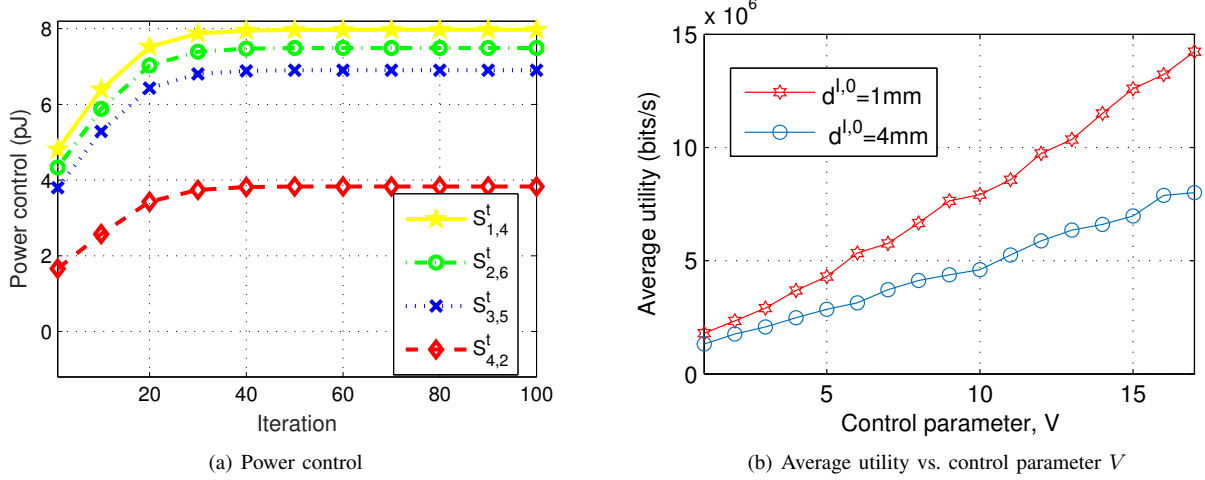 8
6
4
2
0
Power control (pJ)
20
40
60
80
100
Iteration
S^t_{1,4}
S^t_{2,6}
S^t_{3,5}
S^t_{4,2}
(a) Power control
x 10^6
15
10
5
0
Average utility (bits/s)
5
10
15
Control parameter, V
d^{I,0}=1mm
d^{I,0}=4mm
(b) Average utility vs. control parameter V